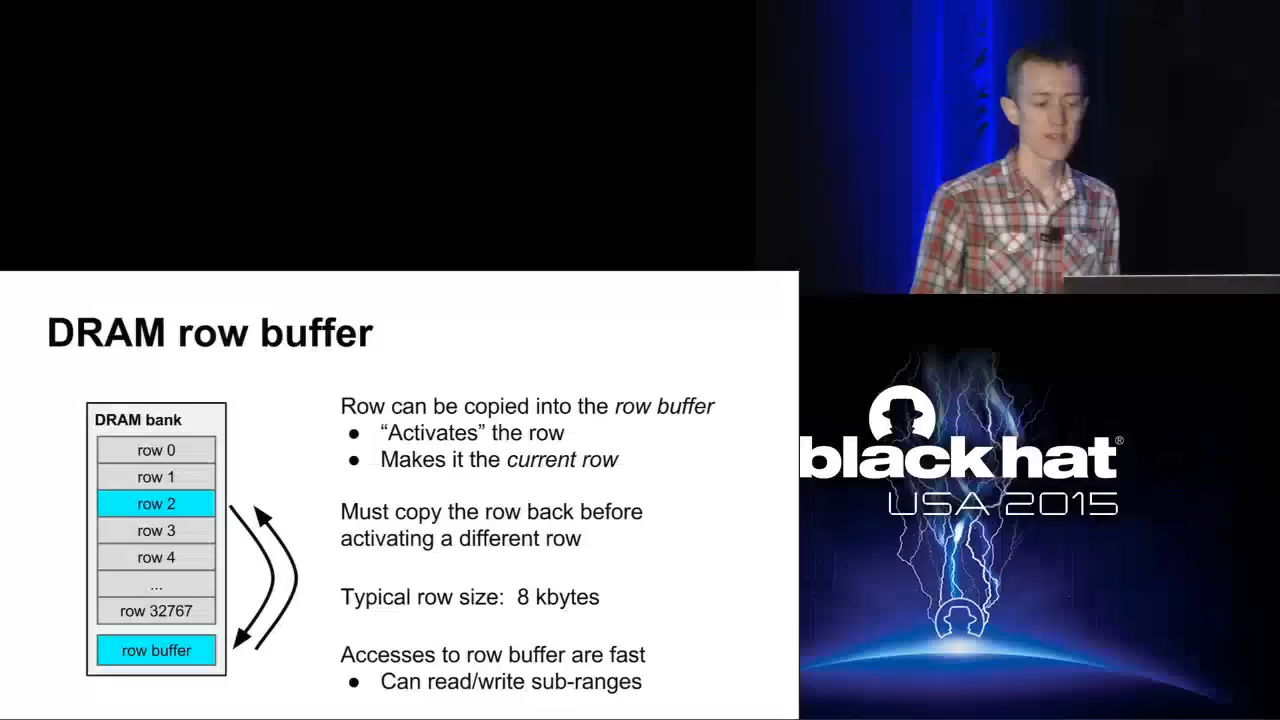 DRAM row buffer
DRAM bank
row 0
row 1
row 2
row 3
row 4
...
row 32767
row buffer
Row can be copied into the row buffer
● “Activates” the row
● Makes it the current row
Must copy the row back before
activating a different row
Typical row size: 8 kbytes
Accesses to row buffer are fast
● Can read/write sub-ranges
black hat®
USA 2015